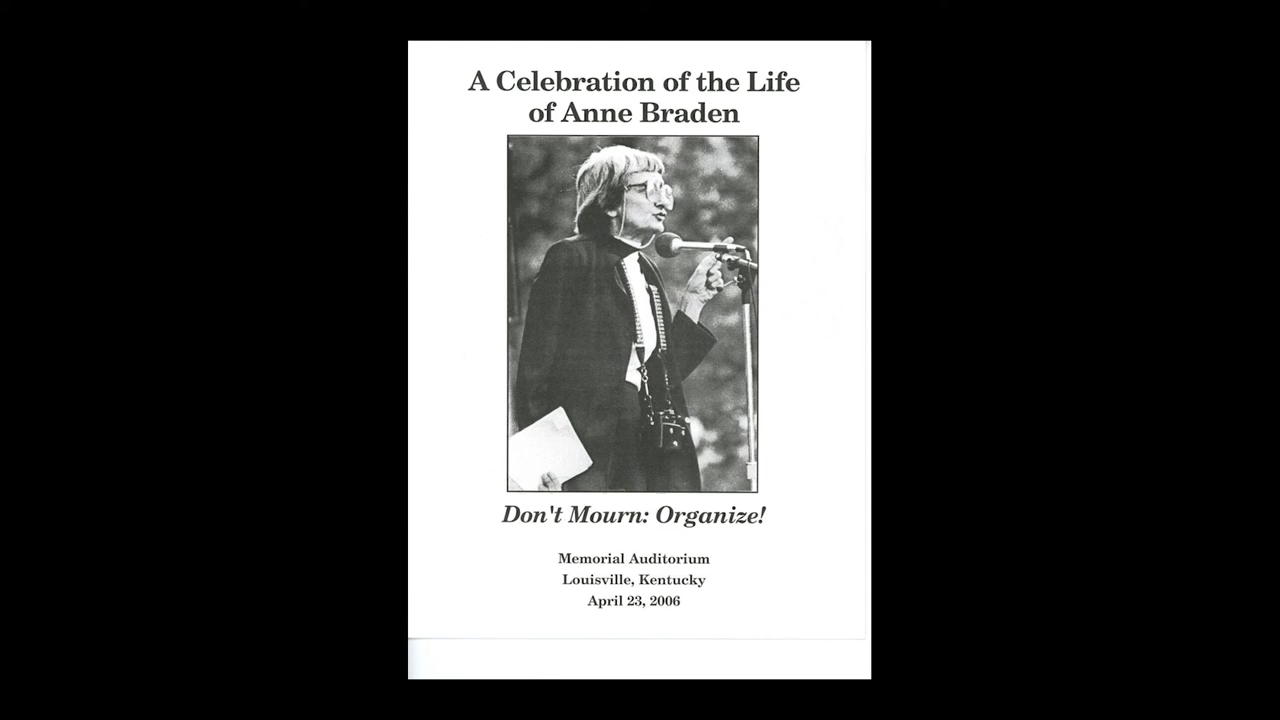 A Celebration of the Life
of Anne Braden
Don't Mourn: Organize!
Memorial Auditorium
Louisville, Kentucky
April 23, 2006